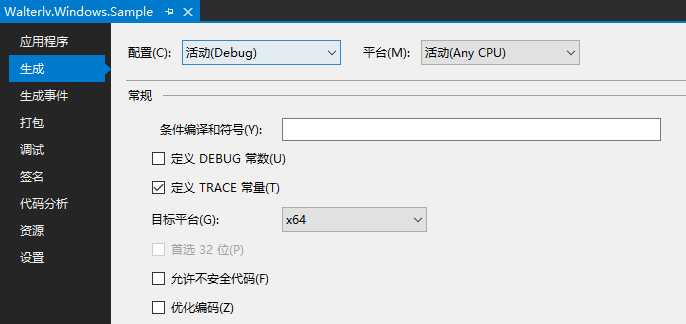 Walterlv.Windows.Sample
应用程序
生成
生成事件
打包
调试
签名
代码分析
资源
设置
配置(C): 活动(Debug) 平台(M): 活动(Any CPU)
常规
条件编译和符号(Y):
定义 DEBUG 常数(U)
定义 TRACE 常量(T)
目标平台(G): x64
首选 32 位(P)
允许不安全代码(F)
优化编码(Z)